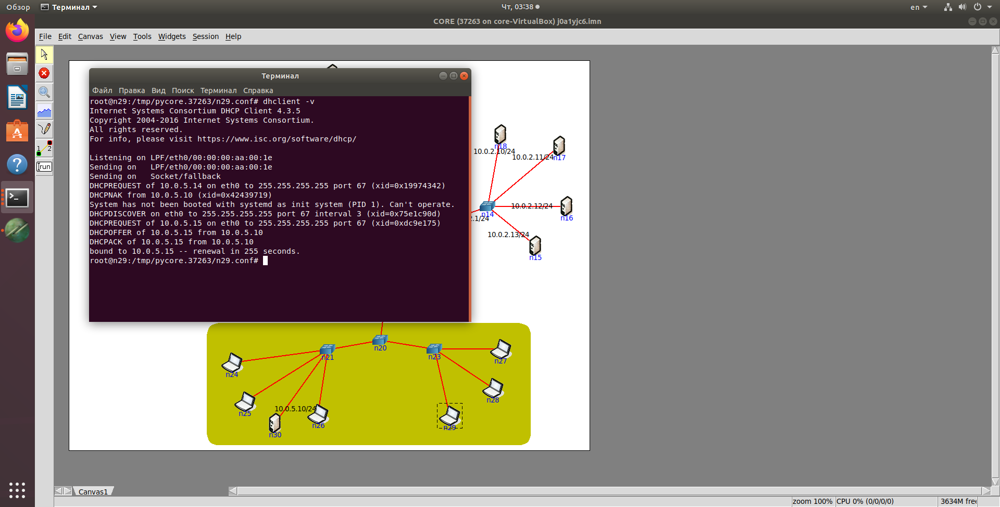 Обзор
Терминал
Чт, 03:38
en
CORE (37263 on core-VirtualBox) j0a1yjc6.imn
File Edit Canvas View Tools Widgets Session Help
Терминал
Файл Правка Вид Поиск Терминал Справка
root@n29:/tmp/pycore.37263/n29.conf# dhclient -v
Internet Systems Consortium DHCP Client 4.3.5
Copyright 2004-2016 Internet Systems Consortium.
All rights reserved.
For info, please visit https://www.isc.org/software/dhcp/
Listening on LPF/eth0/00:00:00:aa:00:1e
Sending on   LPF/eth0/00:00:00:aa:00:1e
Sending on   Socket/fallback
DHCPREQUEST of 10.0.5.14 on eth0 to 255.255.255.255 port 67 (xid=0x19974342)
DHCPNAK from 10.0.5.10 (xid=0x42439719)
System has not been booted with systemd as init system (PID 1). Can't operate.
DHCPDISCOVER on eth0 to 255.255.255.255 port 67 interval 3 (xid=0x75e1c90d)
DHCPREQUEST of 10.0.5.15 on eth0 to 255.255.255.255 port 67 (xid=0xdc9e175)
DHCPOFFER of 10.0.5.15 from 10.0.5.10
DHCPACK of 10.0.5.15 from 10.0.5.10
bound to 10.0.5.15 -- renewal in 255 seconds.
root@n29:/tmp/pycore.37263/n29.conf#
1 2
run
n18
10.0.2.10/24
10.0.2.11/24
n17
10.0.2.12/24
n14
.1/24
n16
10.0.2.13/24
n15
n20
n21
n23
n27
n24
n28
n25
10.0.5.10/24
n26
n29
n30
Canvas1
zoom 100%
CPU 0% (0/0/0/0)
3634M free